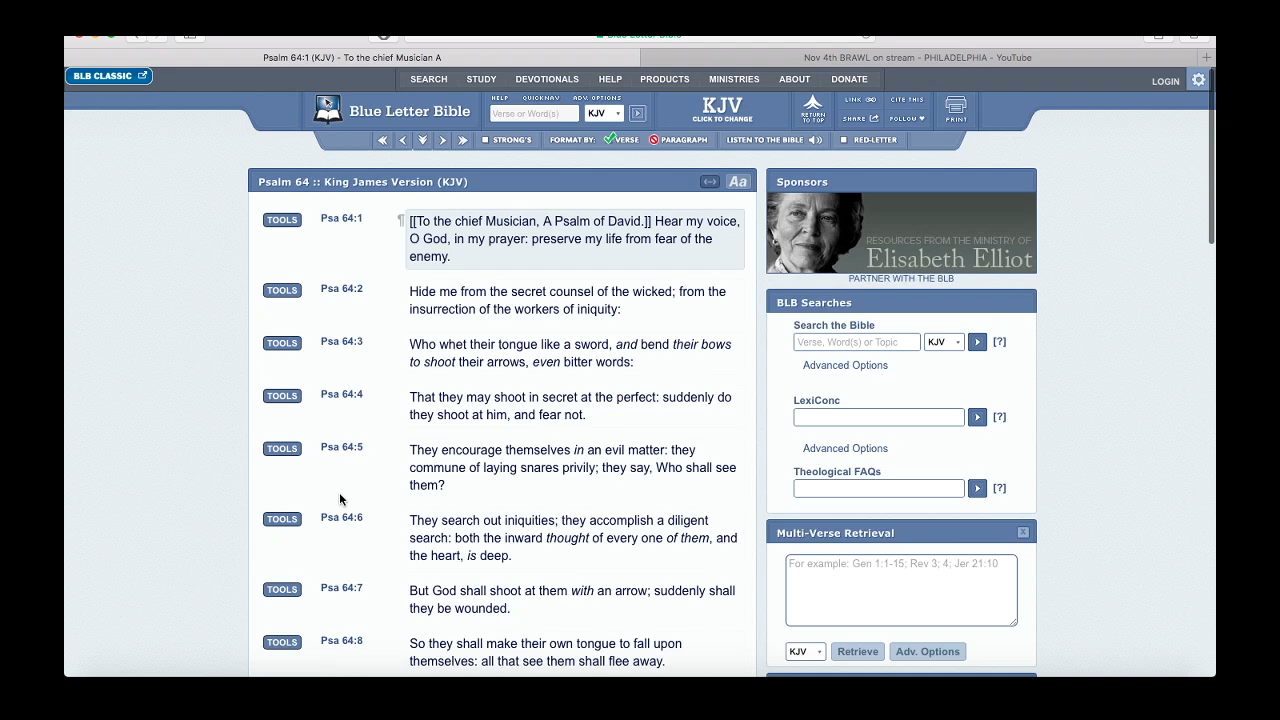 Psalm 64:1 (KJV) - To the chief Musician A
Nov 4th BRAWL on stream - PHILADELPHIA - YouTube
BLB CLASSIC
SEARCH STUDY DEVOTIONALS HELP PRODUCTS MINISTRIES ABOUT DONATE
LOGIN
Blue Letter Bible
HELP QUICKNAV ADV. OPTIONS
Verse or Word(s) KJV
KJV
CLICK TO CHANGE
RETURN TO TOP
LINK
CITE THIS
SHARE
FOLLOW
PRINT
STRONG'S FORMAT BY: VERSE PARAGRAPH LISTEN TO THE BIBLE RED-LETTER
Psalm 64 :: King James Version (KJV)
Aa
TOOLS Psa 64:1 ¶ [[To the chief Musician, A Psalm of David.]] Hear my voice,
O God, in my prayer: preserve my life from fear of the
enemy.
TOOLS Psa 64:2 Hide me from the secret counsel of the wicked; from the
insurrection of the workers of iniquity:
TOOLS Psa 64:3 Who whet their tongue like a sword, and bend their bows
to shoot their arrows, even bitter words:
TOOLS Psa 64:4 That they may shoot in secret at the perfect: suddenly do
they shoot at him, and fear not.
TOOLS Psa 64:5 They encourage themselves in an evil matter: they
commune of laying snares privily; they say, Who shall see
them?
TOOLS Psa 64:6 They search out iniquities; they accomplish a diligent
search: both the inward thought of every one of them, and
the heart, is deep.
TOOLS Psa 64:7 But God shall shoot at them with an arrow; suddenly shall
they be wounded.
TOOLS Psa 64:8 So they shall make their own tongue to fall upon
themselves: all that see them shall flee away.
Sponsors
RESOURCES FROM THE MINISTRY OF
Elisabeth Elliot
PARTNER WITH THE BLB
BLB Searches
Search the Bible
Verse, Word(s) or Topic KJV [?]
Advanced Options
LexiConc
[?]
Advanced Options
Theological FAQs
[?]
Multi-Verse Retrieval
x
For example: Gen 1:1-15; Rev 3; 4; Jer 21:10
KJV Retrieve Adv. Options